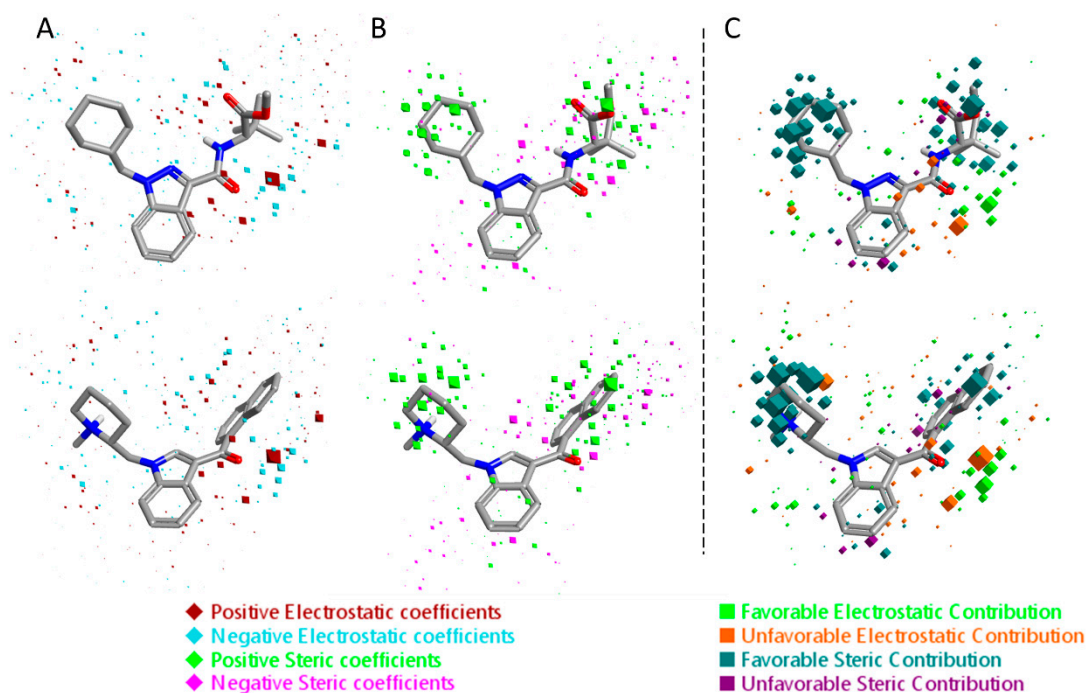 A
B
C
Positive Electrostatic coefficients
Negative Electrostatic coefficients
Positive Steric coefficients
Negative Steric coefficients
Favorable Electrostatic Contribution
Unfavorable Electrostatic Contribution
Favorable Steric Contribution
Unfavorable Steric Contribution